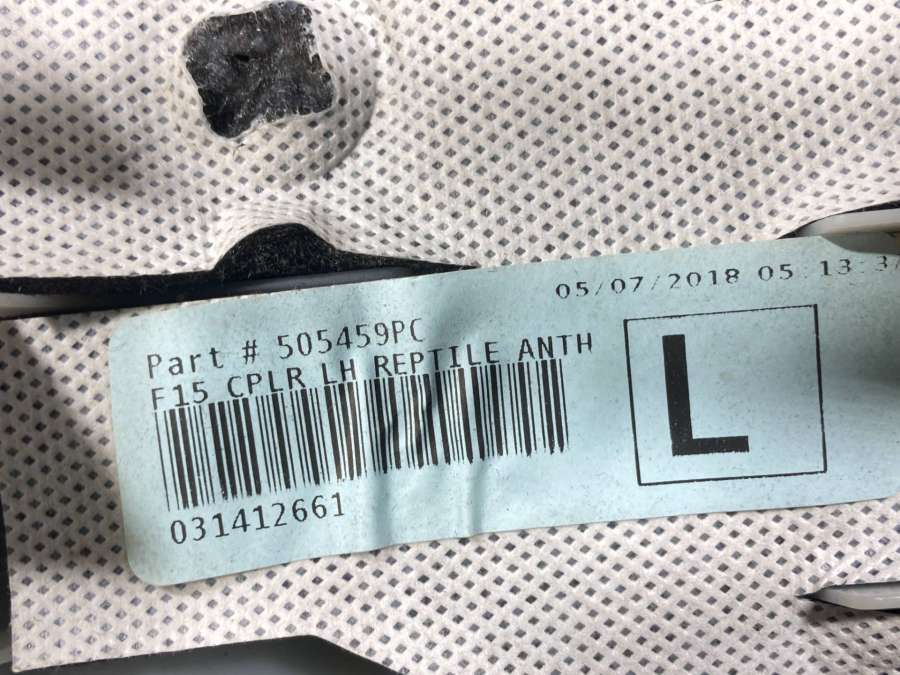 05/07/2018 05 13 3
Part # 505459PC
F15 CPLR LH REPTILE ANTH
L
031412661